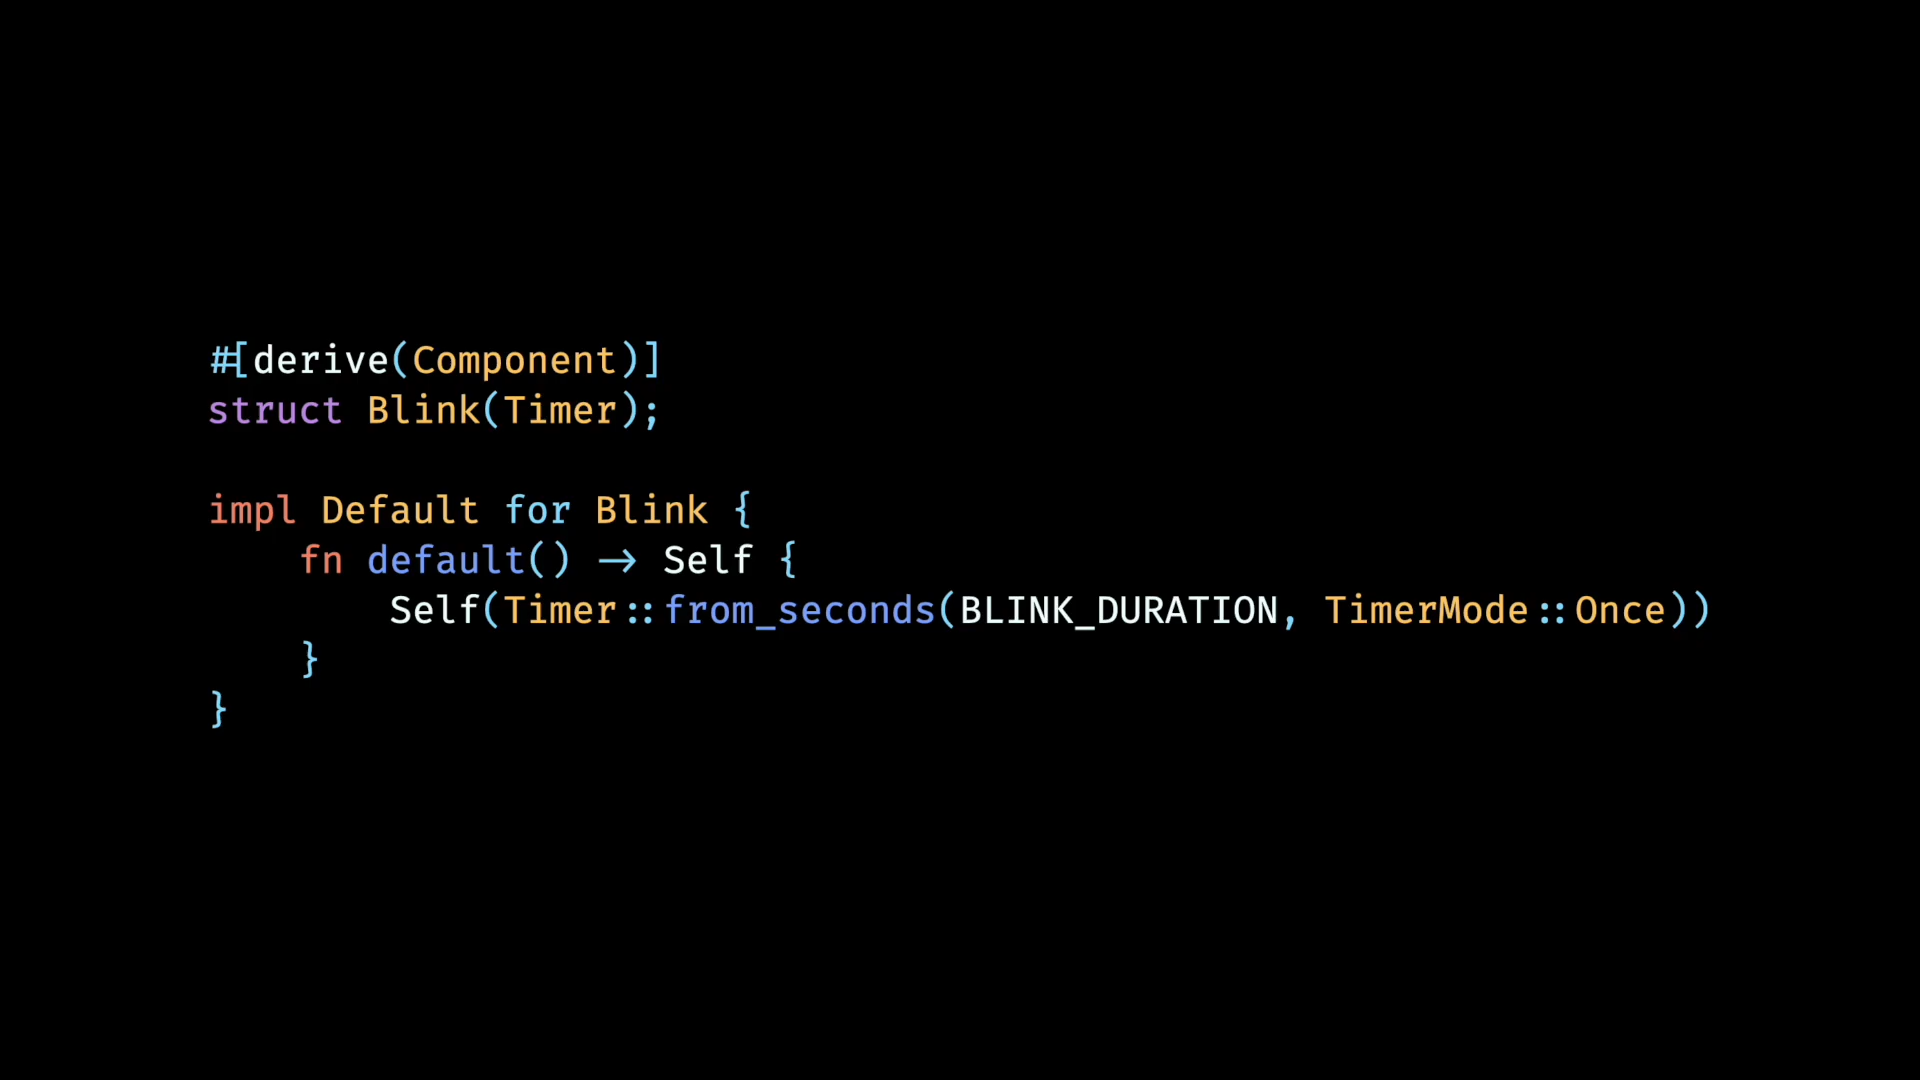 #[derive(Component)]
struct Blink(Timer);
impl Default for Blink {
    fn default() -> Self {
        Self(Timer::from_seconds(BLINK_DURATION, TimerMode::Once))
    }
}